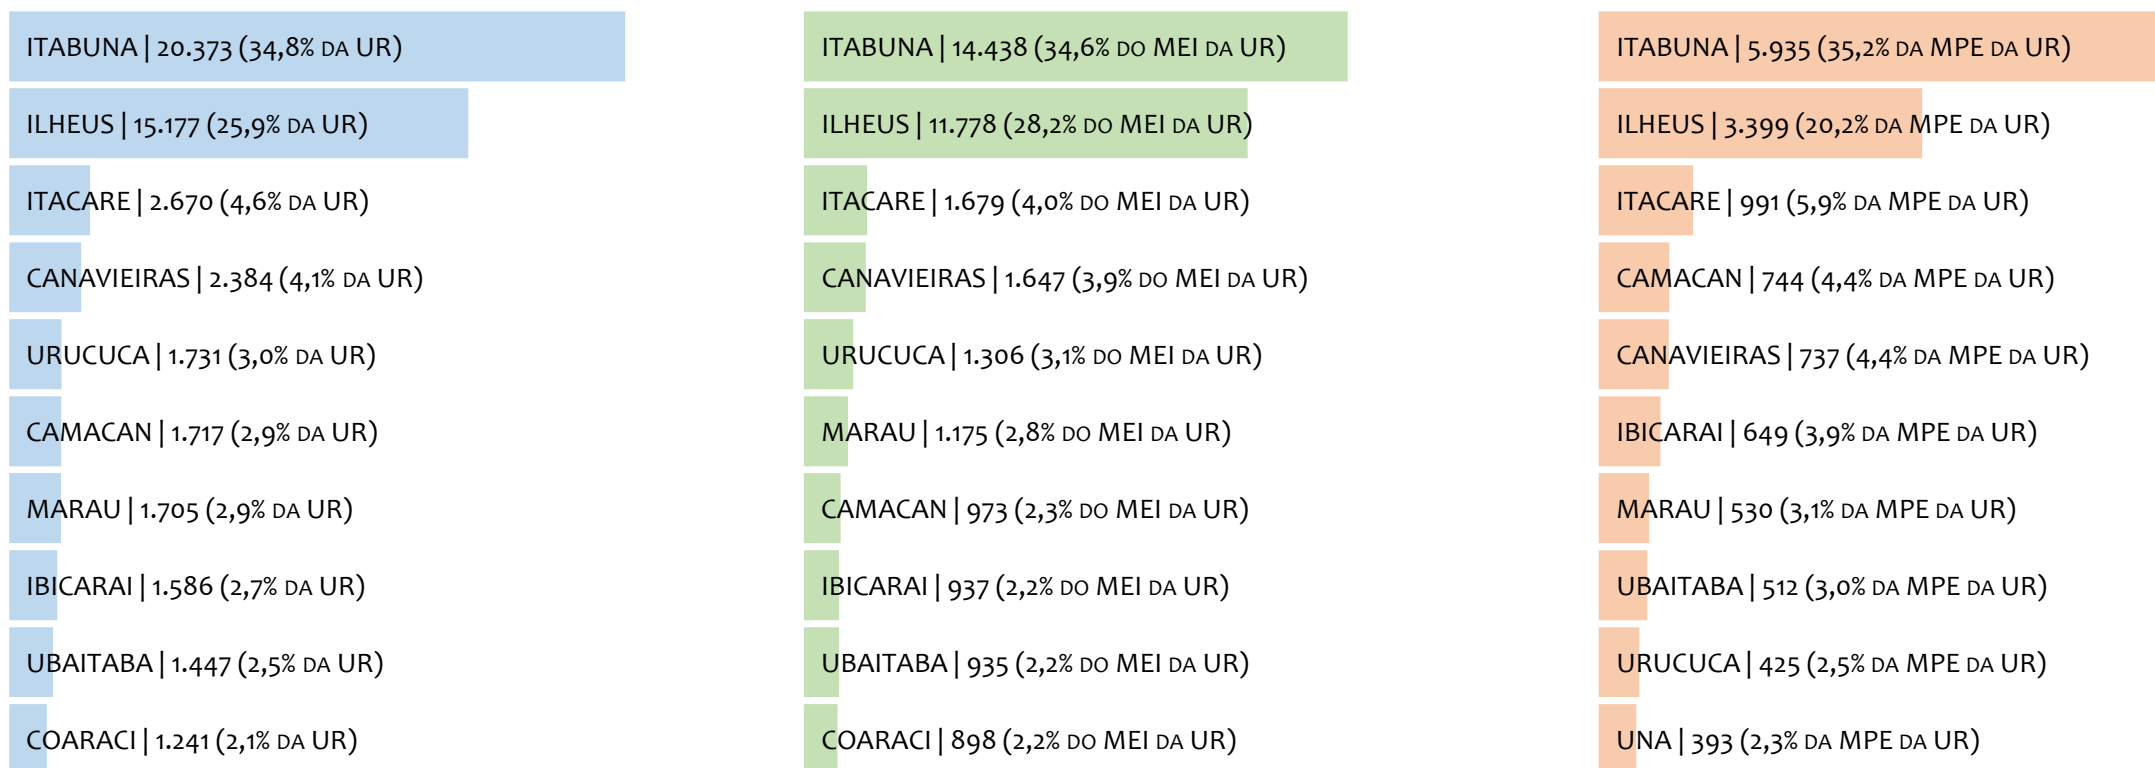 ITABUNA | 20.373 (34,8% DA UR)
ILHEUS | 15.177 (25,9% DA UR)
ITACARE | 2.670 (4,6% DA UR)
CANAVIEIRAS | 2.384 (4,1% DA UR)
URUCUCA | 1.731 (3,0% DA UR)
CAMACAN | 1.717 (2,9% DA UR)
MARAU | 1.705 (2,9% DA UR)
IBICARAI | 1.586 (2,7% DA UR)
UBAITABA | 1.447 (2,5% DA UR)
COARACI | 1.241 (2,1% DA UR)
ITABUNA | 14.438 (34,6% DO MEI DA UR)
ILHEUS | 11.778 (28,2% DO MEI DA UR)
ITACARE | 1.679 (4,0% DO MEI DA UR)
CANAVIEIRAS | 1.647 (3,9% DO MEI DA UR)
URUCUCA | 1.306 (3,1% DO MEI DA UR)
MARAU | 1.175 (2,8% DO MEI DA UR)
CAMACAN | 973 (2,3% DO MEI DA UR)
IBICARAI | 937 (2,2% DO MEI DA UR)
UBAITABA | 935 (2,2% DO MEI DA UR)
COARACI | 898 (2,2% DO MEI DA UR)
ITABUNA | 5.935 (35,2% DA MPE DA UR)
ILHEUS | 3.399 (20,2% DA MPE DA UR)
ITACARE | 991 (5,9% DA MPE DA UR)
CAMACAN | 744 (4,4% DA MPE DA UR)
CANAVIEIRAS | 737 (4,4% DA MPE DA UR)
IBICARAI | 649 (3,9% DA MPE DA UR)
MARAU | 530 (3,1% DA MPE DA UR)
UBAITABA | 512 (3,0% DA MPE DA UR)
URUCUCA | 425 (2,5% DA MPE DA UR)
UNA | 393 (2,3% DA MPE DA UR)